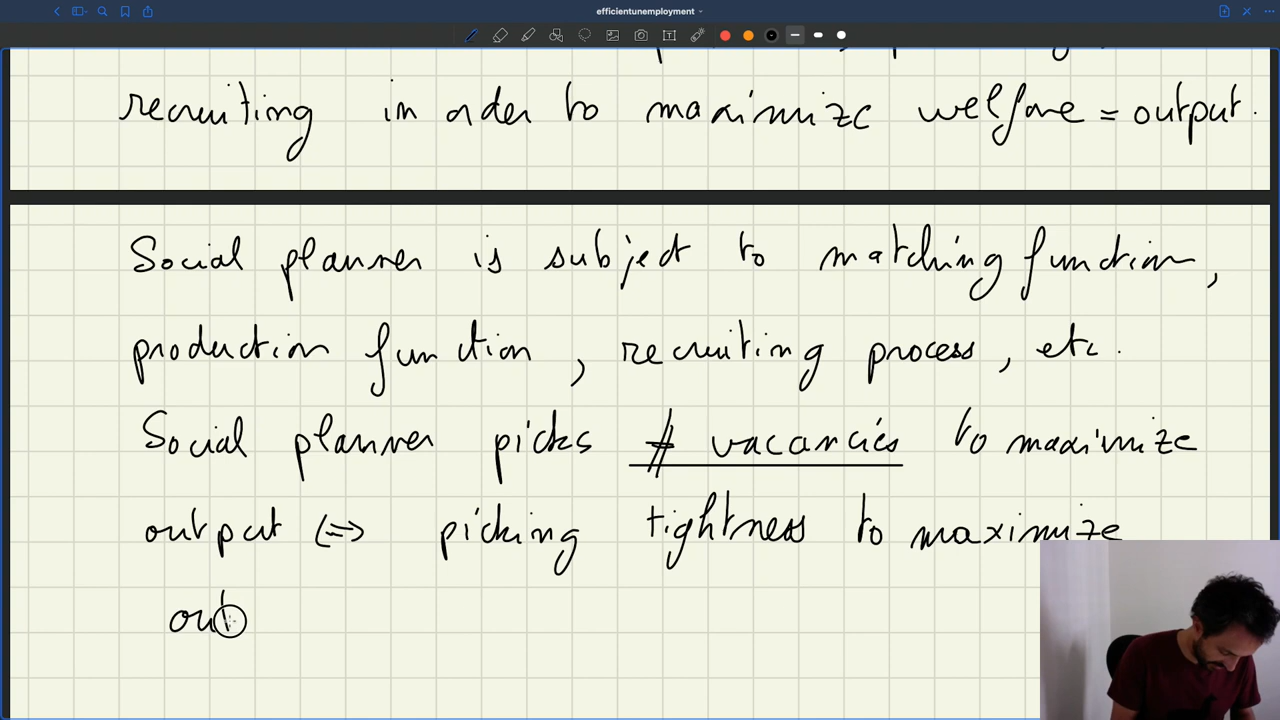 efficientunemployment
recruiting in order to maximize welfare = output.
Social planner is subject to matching function,
production function, recruiting process, etc.
Social planner picks # vacancies to maximize
output <=> picking tightness to maximize
out